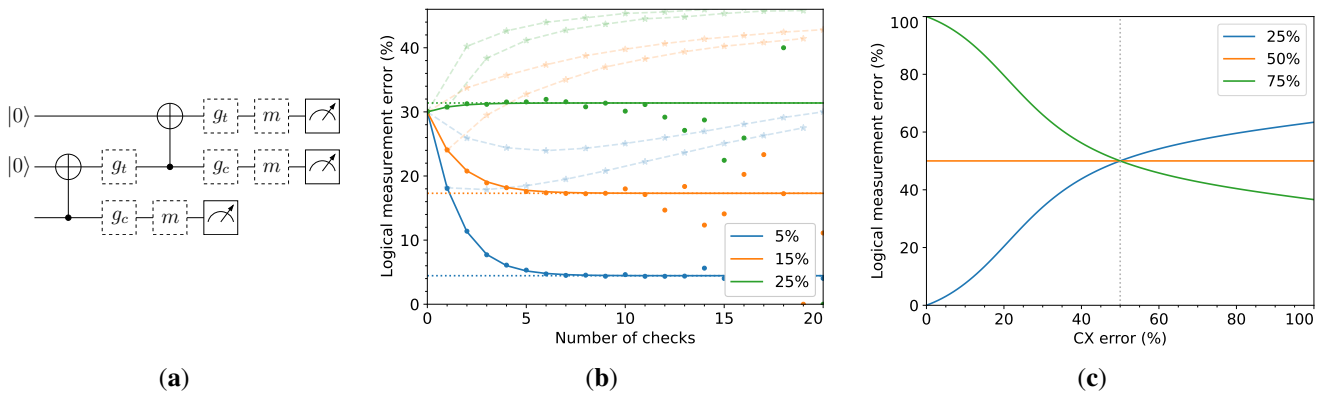 |0⟩ g_t m
|0⟩ g_t g_c m
g_c m
(a)
Logical measurement error (%)
40
30
20
10
0
0 5 10 15 20
Number of checks
5%
15%
25%
(b)
Logical measurement error (%)
100
80
60
40
20
0
0 20 40 60 80 100
CX error (%)
25%
50%
75%
(c)